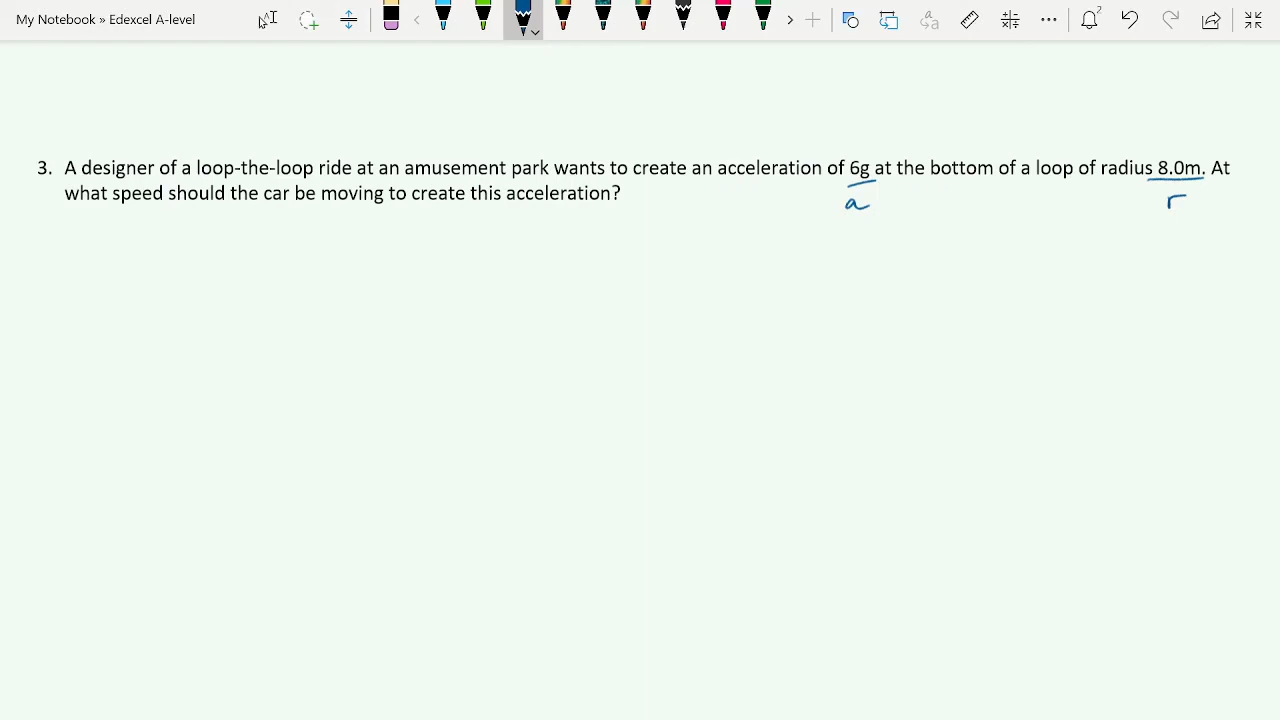 My Notebook » Edexcel A-level
3. A designer of a loop-the-loop ride at an amusement park wants to create an acceleration of 6g at the bottom of a loop of radius 8.0m. At
what speed should the car be moving to create this acceleration?
a r